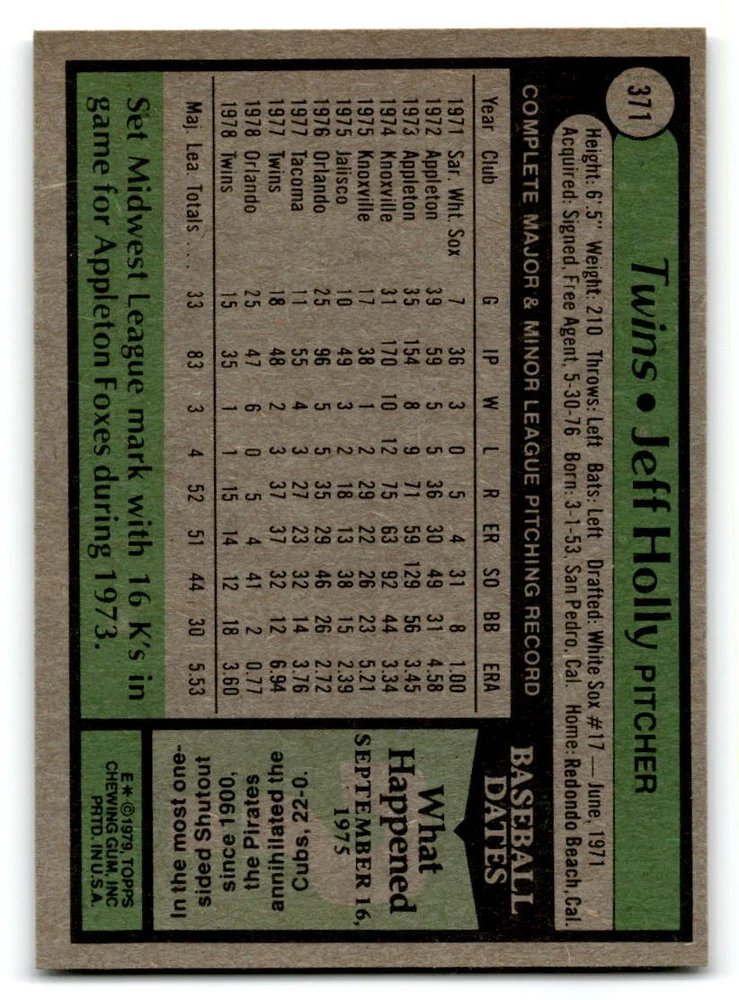 371
Twins • Jeff Holly PITCHER
Height: 6'.5" Weight: 210 Throws: Left Bats: Left Drafted: White Sox #17 — June, 1971
Acquired: Signed, Free Agent, 5-30-76 Born: 3-1-53, San Pedro, Cal. Home: Redondo Beach, Cal.
COMPLETE MAJOR & MINOR LEAGUE PITCHING RECORD
Year Club G IP W L R ER SO BB ERA
1971 Sar. Wht. Sox 7 36 3 0 5 4 31 8 1.00
1972 Appleton 39 59 5 5 36 30 49 31 4.58
1973 Appleton 35 154 8 9 71 59 129 56 3.45
1974 Knoxville 31 170 10 12 75 63 92 44 3.34
1975 Knoxville 17 38 1 2 29 22 26 23 5.21
1975 Jalisco 10 49 3 2 18 13 38 15 2.39
1976 Orlando 25 96 5 5 35 29 46 26 2.72
1977 Tacoma 11 55 4 3 27 23 32 14 3.76
1977 Twins 18 48 2 3 37 37 32 12 6.94
1978 Orlando 25 47 6 0 5 4 41 2 0.77
1978 Twins 15 35 1 1 15 14 12 18 3.60
Maj. Lea. Totals .... 33 83 3 4 52 51 44 30 5.53
Set Midwest League mark with 16 K's in
game for Appleton Foxes during 1973.
BASEBALL
DATES
What
Happened
SEPTEMBER 16,
1975
In the most one-
sided Shutout
since 1900,
the Pirates
annihilated the
Cubs, 22-0.
E✱©1979, TOPPS
CHEWING GUM, INC
PRTD. IN U.S.A.